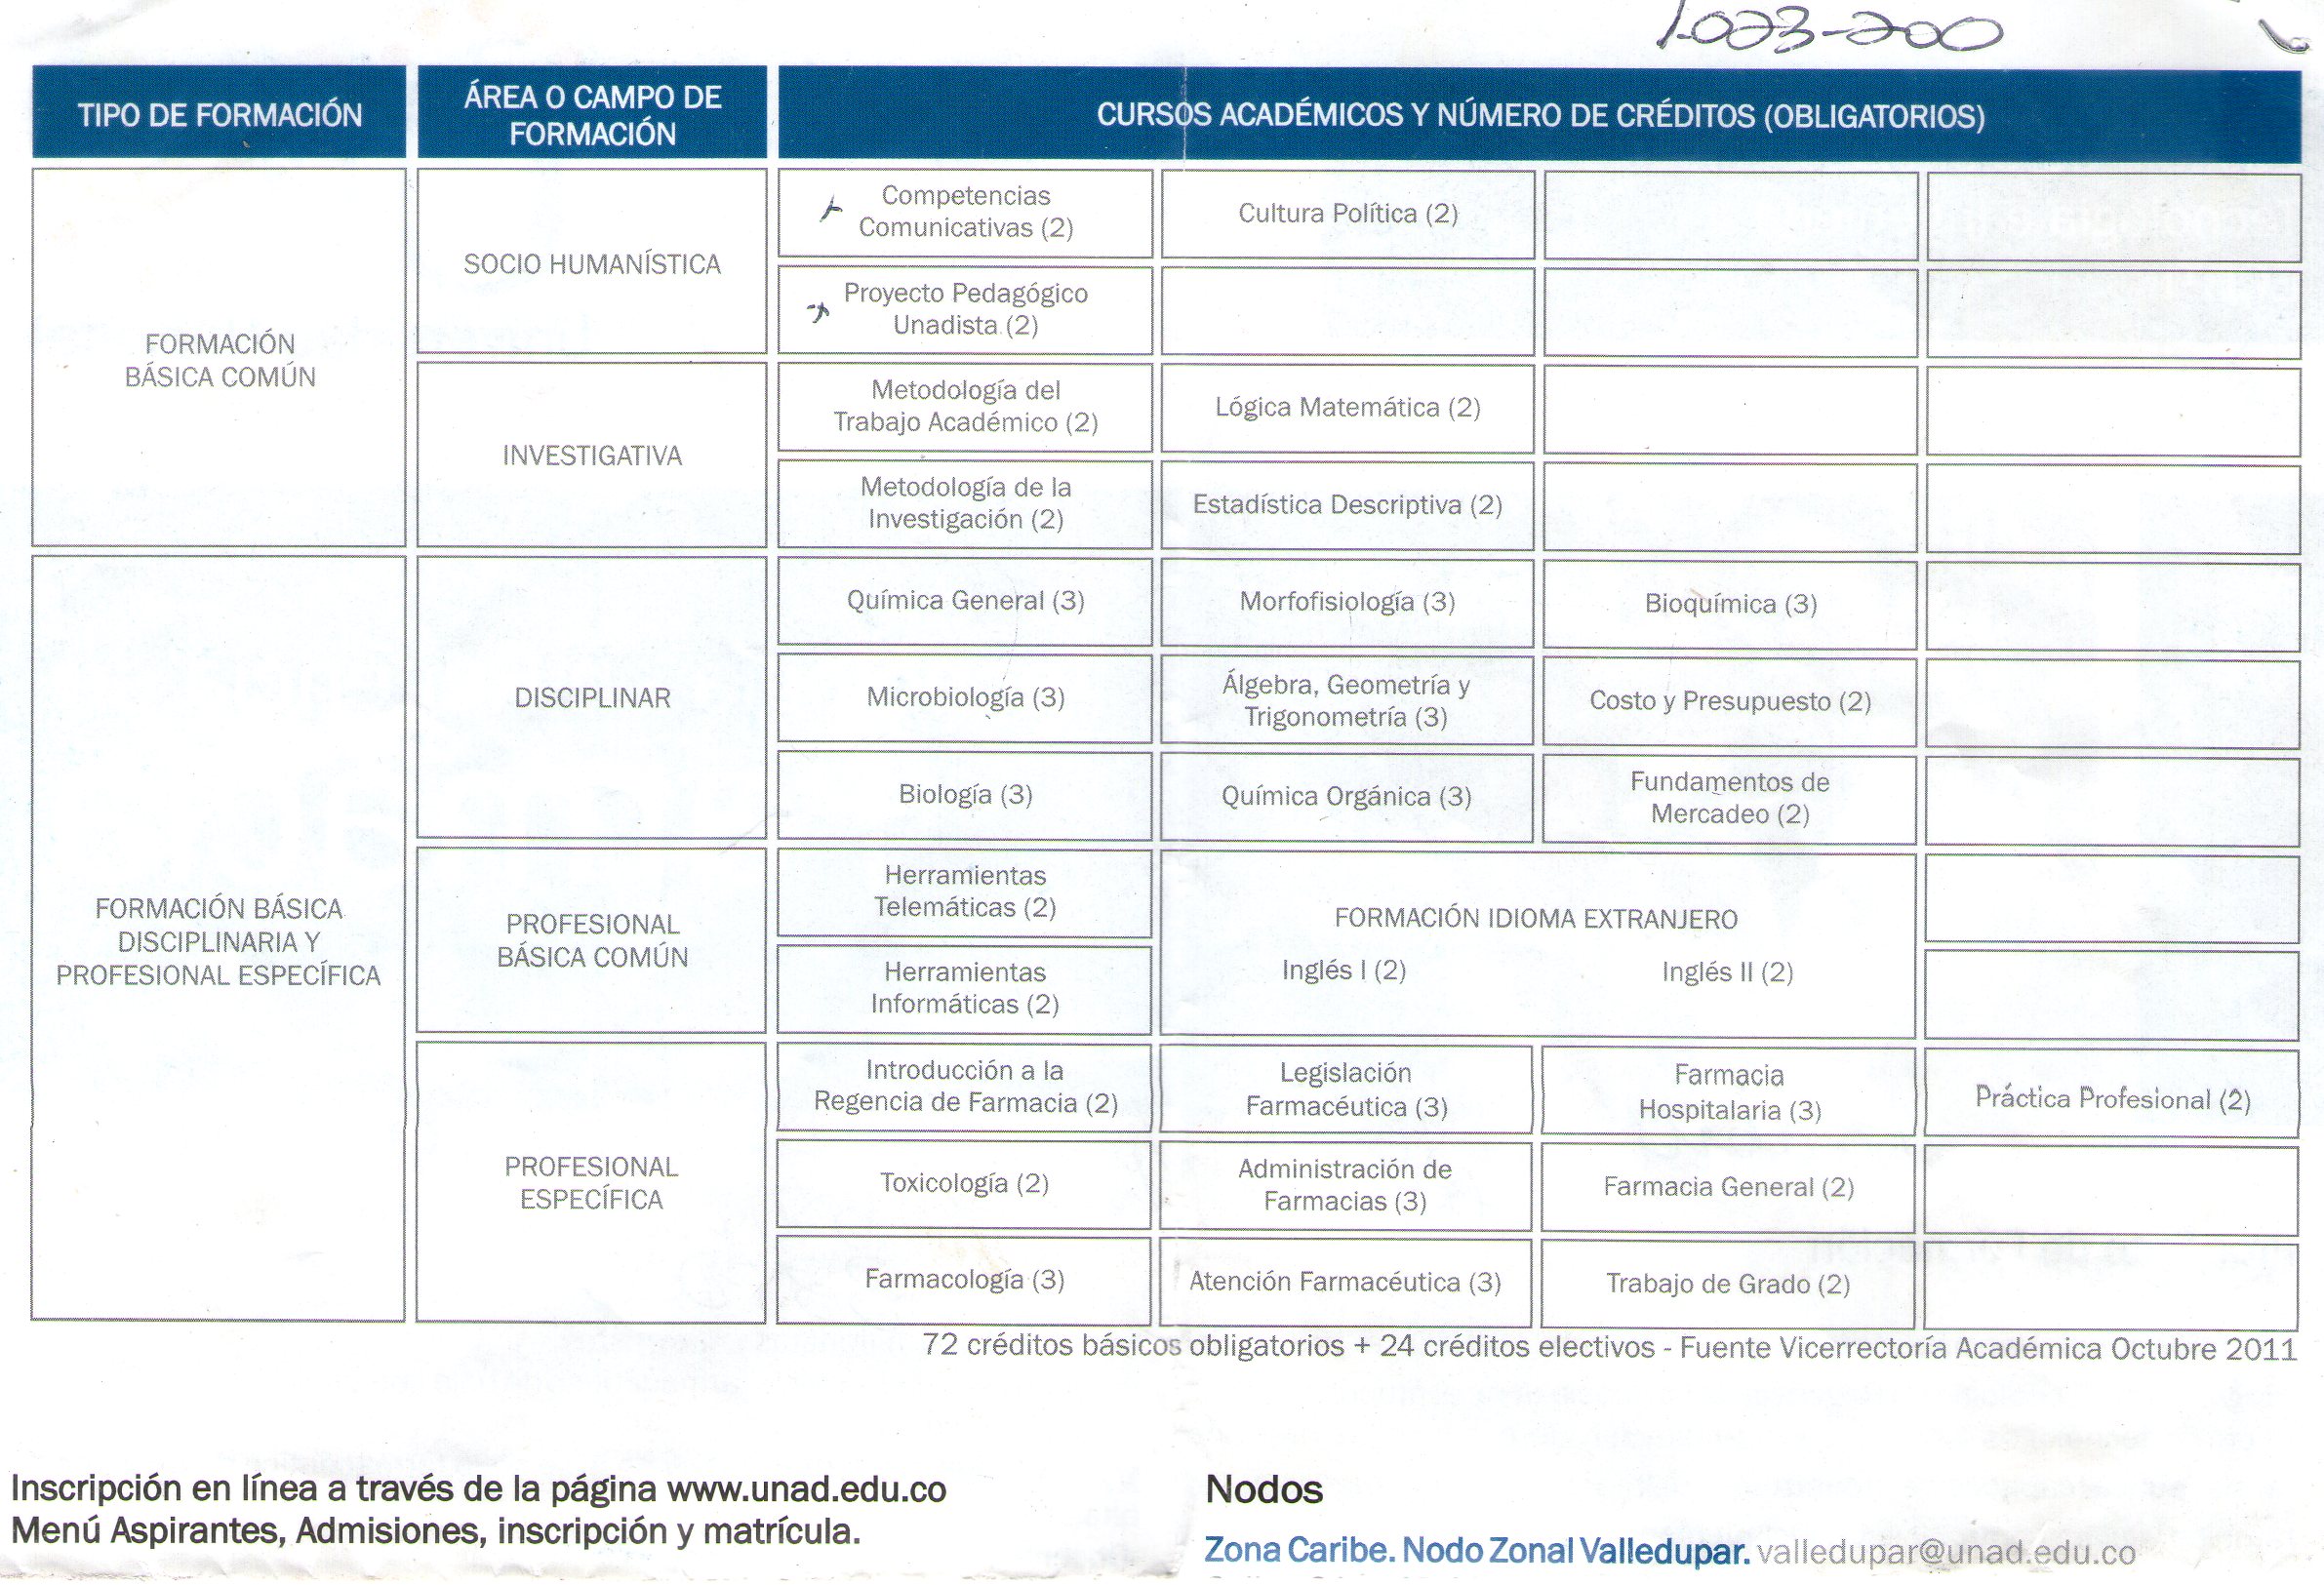 1.023-200
TIPO DE FORMACIÓN
ÁREA O CAMPO DE
FORMACIÓN
CURSOS ACADÉMICOS Y NÚMERO DE CRÉDITOS (OBLIGATORIOS)
FORMACIÓN
BÁSICA COMÚN
SOCIO HUMANÍSTICA
Competencias
Comunicativas (2)
Cultura Política (2)
Proyecto Pedagógico
Unadista (2)
INVESTIGATIVA
Metodología del
Trabajo Académico (2)
Lógica Matemática (2)
Metodología de la
Investigación (2)
Estadística Descriptiva (2)
FORMACIÓN BÁSICA
DISCIPLINARIA Y
PROFESIONAL ESPECÍFICA
DISCIPLINAR
Química General (3)
Morfofisiología (3)
Bioquímica (3)
Microbiología (3)
Álgebra, Geometría y
Trigonometría (3)
Costo y Presupuesto (2)
Biología (3)
Química Orgánica (3)
Fundamentos de
Mercadeo (2)
PROFESIONAL
BÁSICA COMÚN
Herramientas
Telemáticas (2)
FORMACIÓN IDIOMA EXTRANJERO
Inglés I (2)
Inglés II (2)
Herramientas
Informáticas (2)
PROFESIONAL
ESPECÍFICA
Introducción a la
Regencia de Farmacia (2)
Legislación
Farmacéutica (3)
Farmacia
Hospitalaria (3)
Práctica Profesional (2)
Toxicología (2)
Administración de
Farmacias (3)
Farmacia General (2)
Farmacología (3)
Atención Farmacéutica (3)
Trabajo de Grado (2)
72 créditos básicos obligatorios + 24 créditos electivos - Fuente Vicerrectoría Académica Octubre 2011
Inscripción en línea a través de la página www.unad.edu.co
Menú Aspirantes, Admisiones, inscripción y matrícula.
Nodos
Zona Caribe. Nodo Zonal Valledupar. valledupar@unad.edu.co